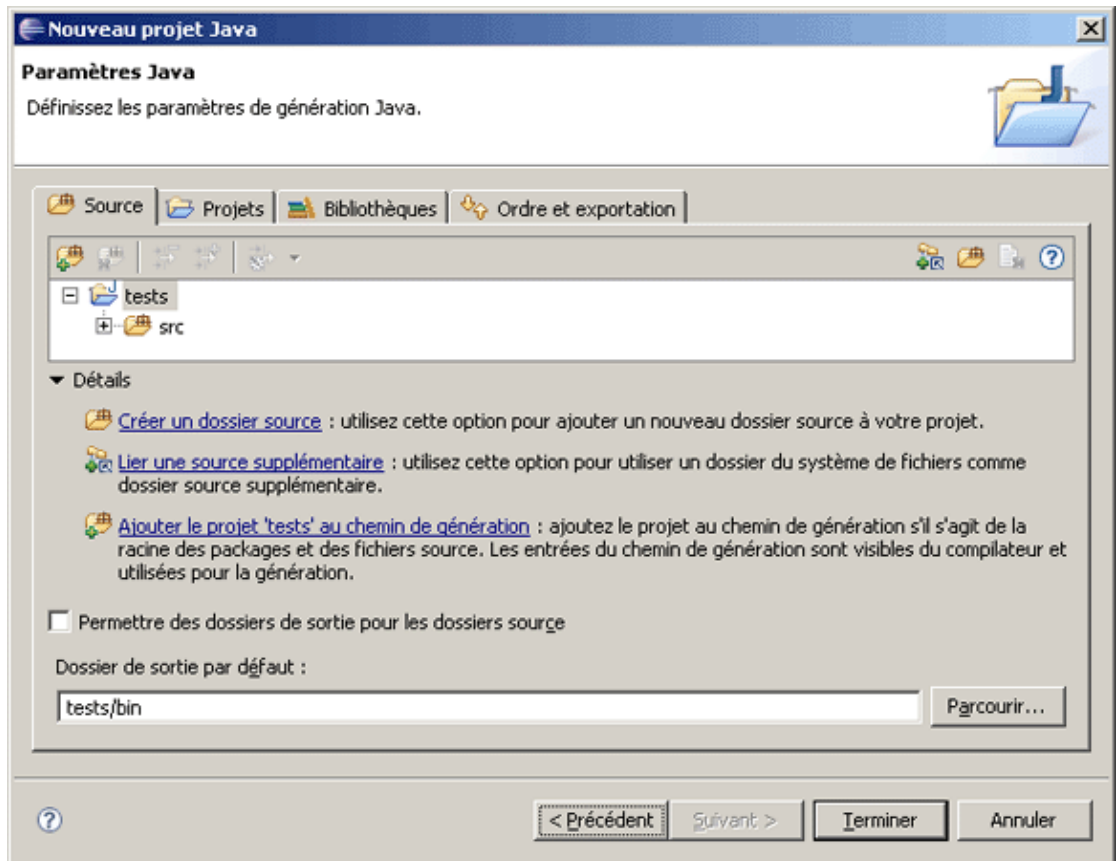 Nouveau projet Java
Paramètres Java
Définissez les paramètres de génération Java.
Source
Projets
Bibliothèques
Ordre et exportation
tests
src
Détails
Créer un dossier source : utilisez cette option pour ajouter un nouveau dossier source à votre projet.
Lier une source supplémentaire : utilisez cette option pour utiliser un dossier du système de fichiers comme
dossier source supplémentaire.
Ajouter le projet 'tests' au chemin de génération : ajoutez le projet au chemin de génération s'il s'agit de la
racine des packages et des fichiers source. Les entrées du chemin de génération sont visibles du compilateur et
utilisées pour la génération.
Permettre des dossiers de sortie pour les dossiers source
Dossier de sortie par défaut :
tests/bin
Parcourir...
< Précédent
Suivant >
Terminer
Annuler